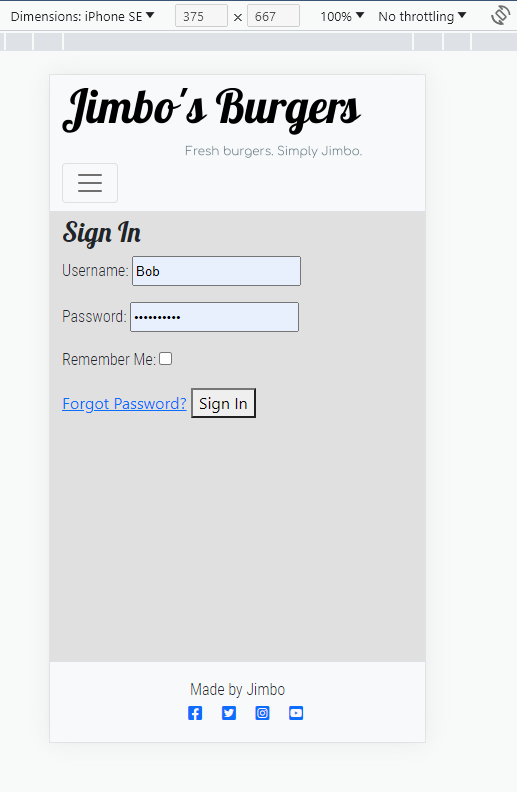 Dimensions: iPhone SE 375 × 667 100% No throttling
Jimbo's Burgers
Fresh burgers. Simply Jimbo.
Sign In
Username: Bob
Password: ••••••••••
Remember Me:
Forgot Password? Sign In
Made by Jimbo